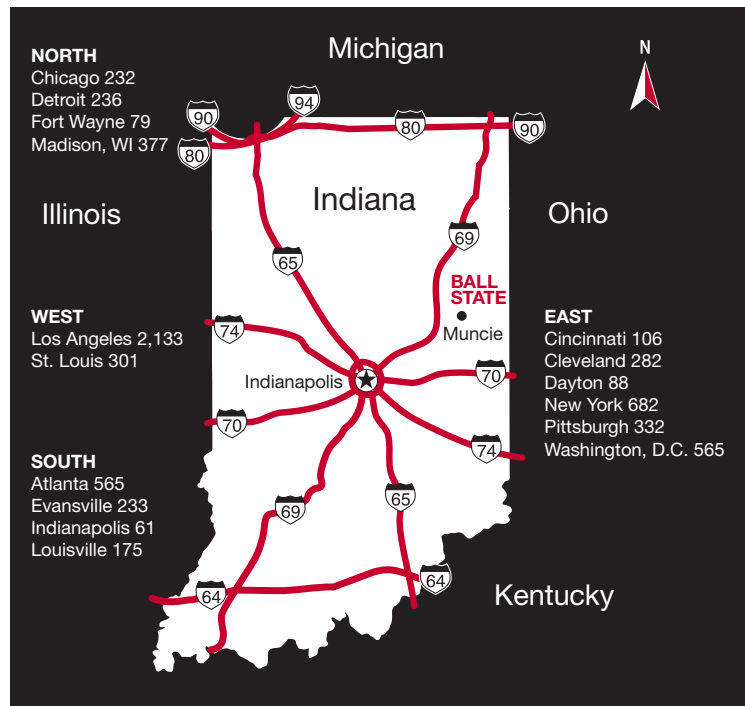 Michigan
N
NORTH
Chicago 232
Detroit 236
Fort Wayne 79
Madison, WI 377
90
94
80
80
90
Illinois
Indiana
Ohio
65
69
BALL
STATE
Muncie
WEST
Los Angeles 2,133
St. Louis 301
74
Indianapolis
70
EAST
Cincinnati 106
Cleveland 282
Dayton 88
New York 682
Pittsburgh 332
Washington, D.C. 565
70
74
SOUTH
Atlanta 565
Evansville 233
Indianapolis 61
Louisville 175
69
65
64
64
Kentucky